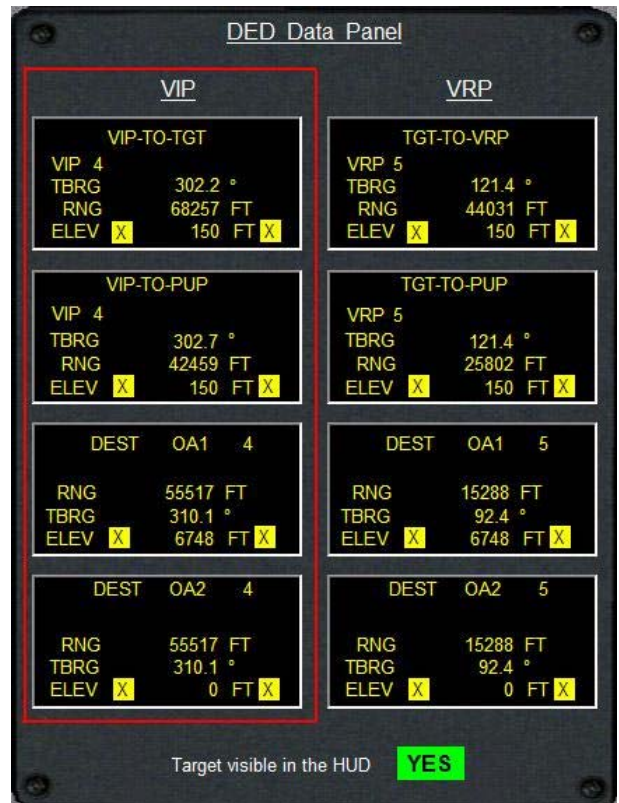 DED Data Panel
VIP
VIP-TO-TGT
VIP 4
TBRG 302.2 °
RNG 68257 FT
ELEV X 150 FT X
VIP-TO-PUP
VIP 4
TBRG 302.7 °
RNG 42459 FT
ELEV X 150 FT X
DEST OA1 4
RNG 55517 FT
TBRG 310.1 °
ELEV X 6748 FT X
DEST OA2 4
RNG 55517 FT
TBRG 310.1 °
ELEV X 0 FT X
VRP
TGT-TO-VRP
VRP 5
TBRG 121.4 °
RNG 44031 FT
ELEV X 150 FT X
TGT-TO-PUP
VRP 5
TBRG 121.4 °
RNG 25802 FT
ELEV X 150 FT X
DEST OA1 5
RNG 15288 FT
TBRG 92.4 °
ELEV X 6748 FT X
DEST OA2 5
RNG 15288 FT
TBRG 92.4 °
ELEV X 0 FT X
Target visible in the HUD YES